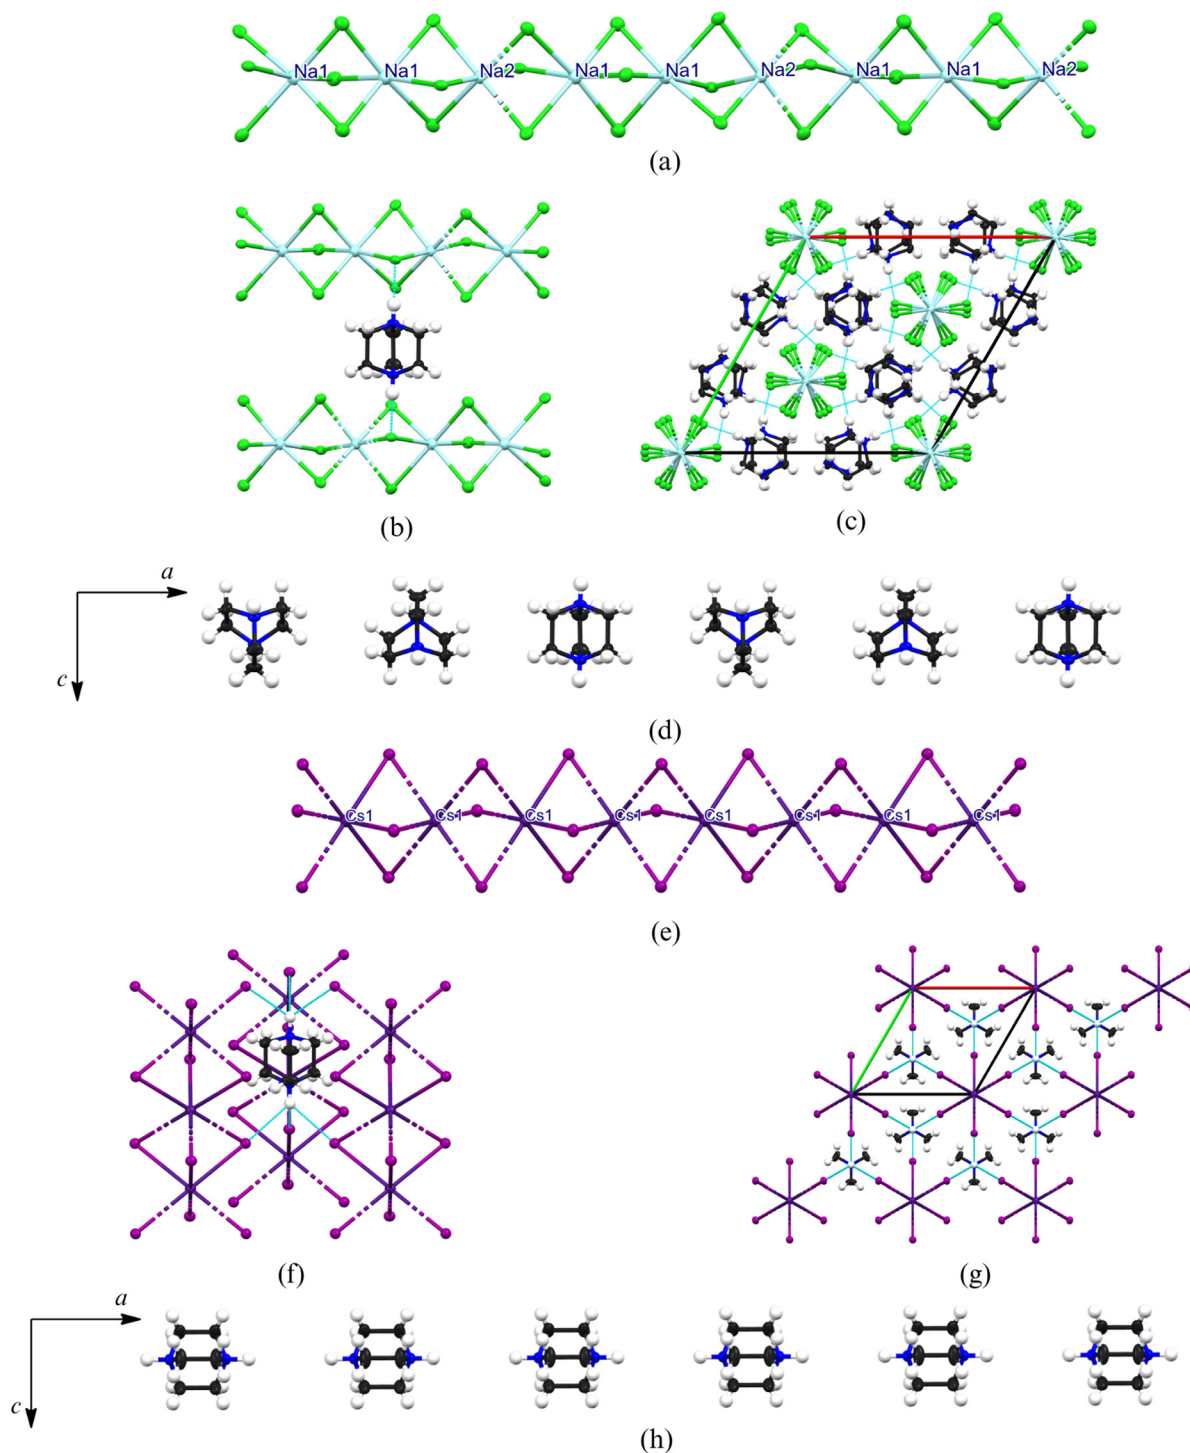 Na1 Na1 Na2 Na1 Na1 Na2 Na1 Na1 Na2
(a)
(b)
(c)
a
c
(d)
Cs1 Cs1 Cs1 Cs1 Cs1 Cs1 Cs1 Cs1
(e)
(f)
(g)
a
c
(h)